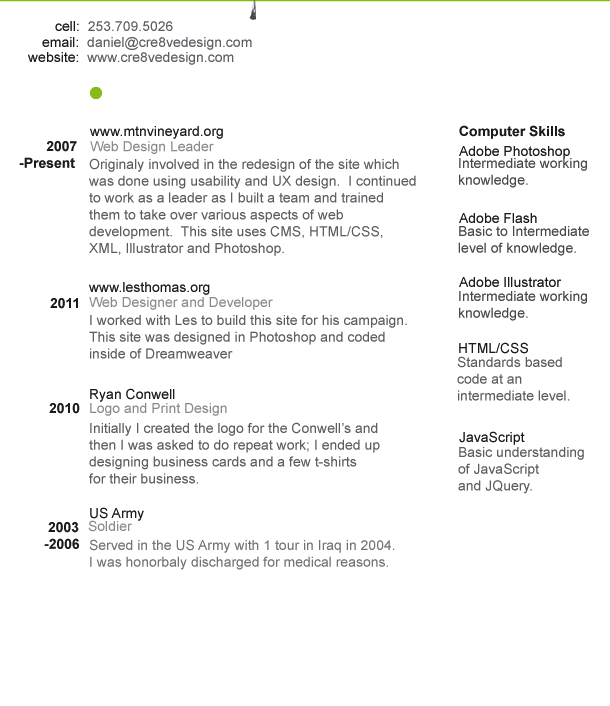 cell: 253.709.5026
email: daniel@cre8vedesign.com
website: www.cre8vedesign.com
www.mtnvineyard.org
2007 Web Design Leader
-Present Originaly involved in the redesign of the site which
was done using usability and UX design. I continued
to work as a leader as I built a team and trained
them to take over various aspects of web
development. This site uses CMS, HTML/CSS,
XML, Illustrator and Photoshop.
www.lesthomas.org
2011 Web Designer and Developer
I worked with Les to build this site for his campaign.
This site was designed in Photoshop and coded
inside of Dreamweaver
Ryan Conwell
2010 Logo and Print Design
Initially I created the logo for the Conwell's and
then I was asked to do repeat work; I ended up
designing business cards and a few t-shirts
for their business.
US Army
2003 Soldier
-2006 Served in the US Army with 1 tour in Iraq in 2004.
I was honorbaly discharged for medical reasons.
Computer Skills
Adobe Photoshop
Intermediate working
knowledge.
Adobe Flash
Basic to Intermediate
level of knowledge.
Adobe Illustrator
Intermediate working
knowledge.
HTML/CSS
Standards based
code at an
intermediate level.
JavaScript
Basic understanding
of JavaScript
and JQuery.